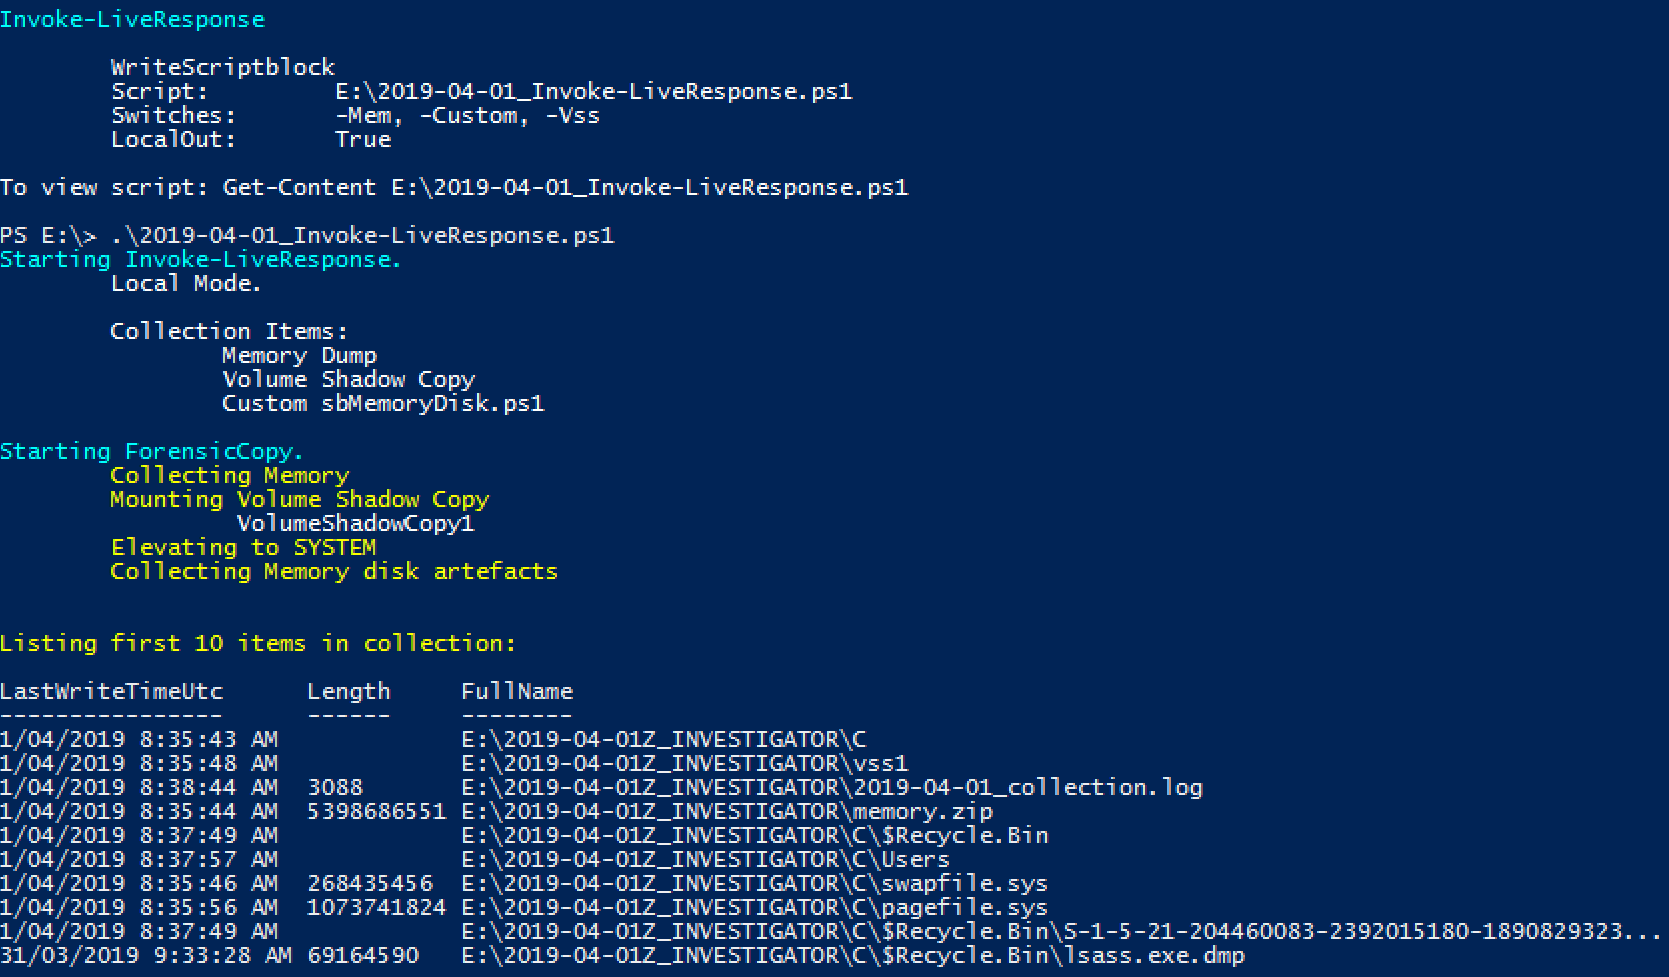 Invoke-LiveResponse
WriteScriptblock
Script: E:\2019-04-01_Invoke-LiveResponse.ps1
Switches: -Mem, -Custom, -Vss
LocalOut: True
To view script: Get-Content E:\2019-04-01_Invoke-LiveResponse.ps1
PS E:\> .\2019-04-01_Invoke-LiveResponse.ps1
Starting Invoke-LiveResponse.
Local Mode.
Collection Items:
Memory Dump
Volume Shadow Copy
Custom sbMemoryDisk.ps1
Starting ForensicCopy.
Collecting Memory
Mounting Volume Shadow Copy
VolumeShadowCopy1
Elevating to SYSTEM
Collecting Memory disk artefacts
Listing first 10 items in collection:
LastWriteTimeUtc Length FullName
---------------- ------ --------
1/04/2019 8:35:43 AM E:\2019-04-01Z_INVESTIGATOR\C
1/04/2019 8:35:48 AM E:\2019-04-01Z_INVESTIGATOR\vss1
1/04/2019 8:38:44 AM 3088 E:\2019-04-01Z_INVESTIGATOR\2019-04-01_collection.log
1/04/2019 8:35:44 AM 5398686551 E:\2019-04-01Z_INVESTIGATOR\memory.zip
1/04/2019 8:37:49 AM E:\2019-04-01Z_INVESTIGATOR\C\$Recycle.Bin
1/04/2019 8:37:57 AM E:\2019-04-01Z_INVESTIGATOR\C\Users
1/04/2019 8:35:46 AM 268435456 E:\2019-04-01Z_INVESTIGATOR\C\swapfile.sys
1/04/2019 8:35:56 AM 1073741824 E:\2019-04-01Z_INVESTIGATOR\C\pagefile.sys
1/04/2019 8:37:49 AM E:\2019-04-01Z_INVESTIGATOR\C\$Recycle.Bin\S-1-5-21-204460083-2392015180-1890829323...
31/03/2019 9:33:28 AM 69164590 E:\2019-04-01Z_INVESTIGATOR\C\$Recycle.Bin\lsass.exe.dmp